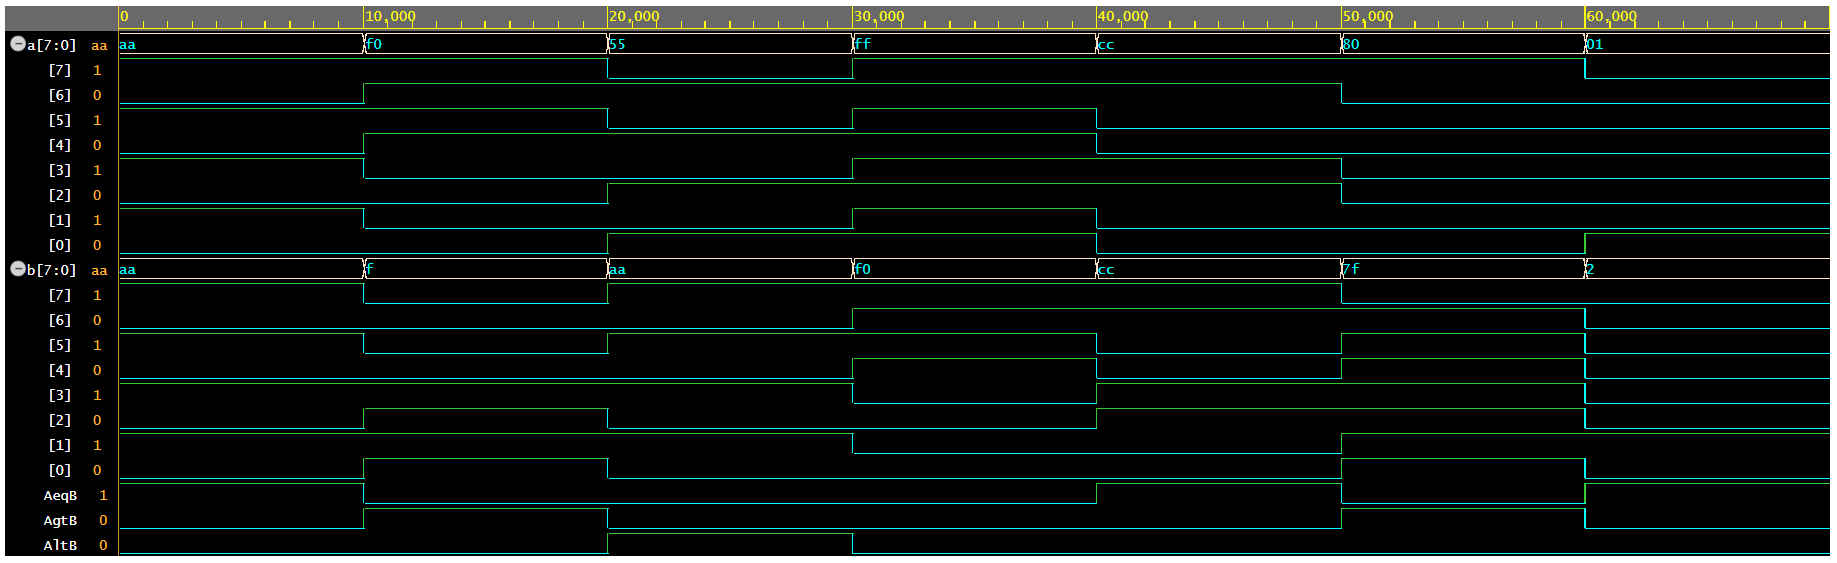 0 10,000 20,000 30,000 40,000 50,000 60,000
a[7:0] aa aa f0 55 ff cc 80 01
[7] 1
[6] 0
[5] 1
[4] 0
[3] 1
[2] 0
[1] 1
[0] 0
b[7:0] aa aa f aa f0 cc 7f 2
[7] 1
[6] 0
[5] 1
[4] 0
[3] 1
[2] 0
[1] 1
[0] 0
AeqB 1
AgtB 0
AltB 0